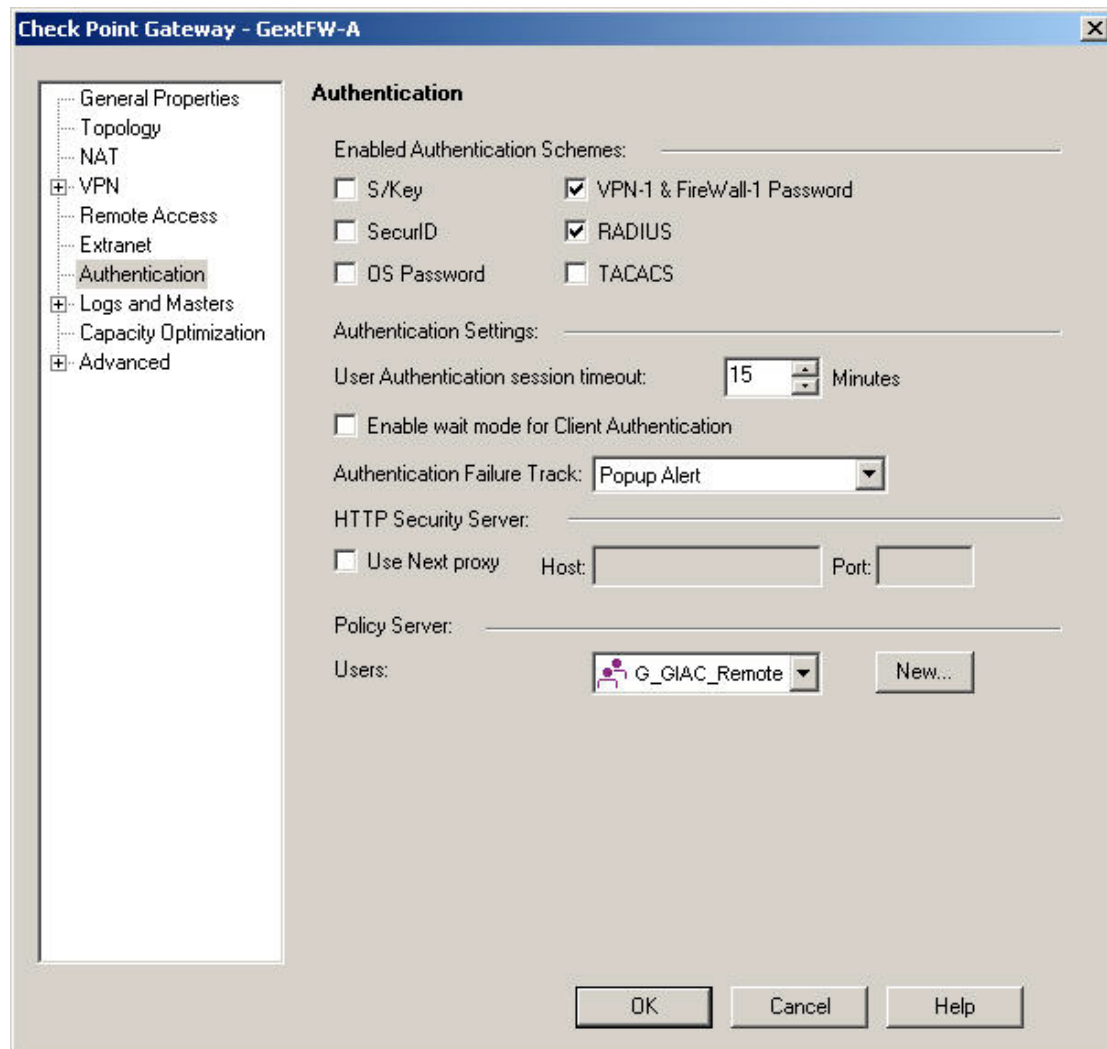 Check Point Gateway - GextFW-A
General Properties
Topology
NAT
VPN
Remote Access
Extranet
Authentication
Logs and Masters
Capacity Optimization
Advanced
Authentication
Enabled Authentication Schemes:
S/Key
VPN-1 & FireWall-1 Password
SecurID
RADIUS
OS Password
TACACS
Authentication Settings:
User Authentication session timeout: 15 Minutes
Enable wait mode for Client Authentication
Authentication Failure Track: Popup Alert
HTTP Security Server:
Use Next proxy Host: Port:
Policy Server:
Users: G_GIAC_Remote New...
OK Cancel Help